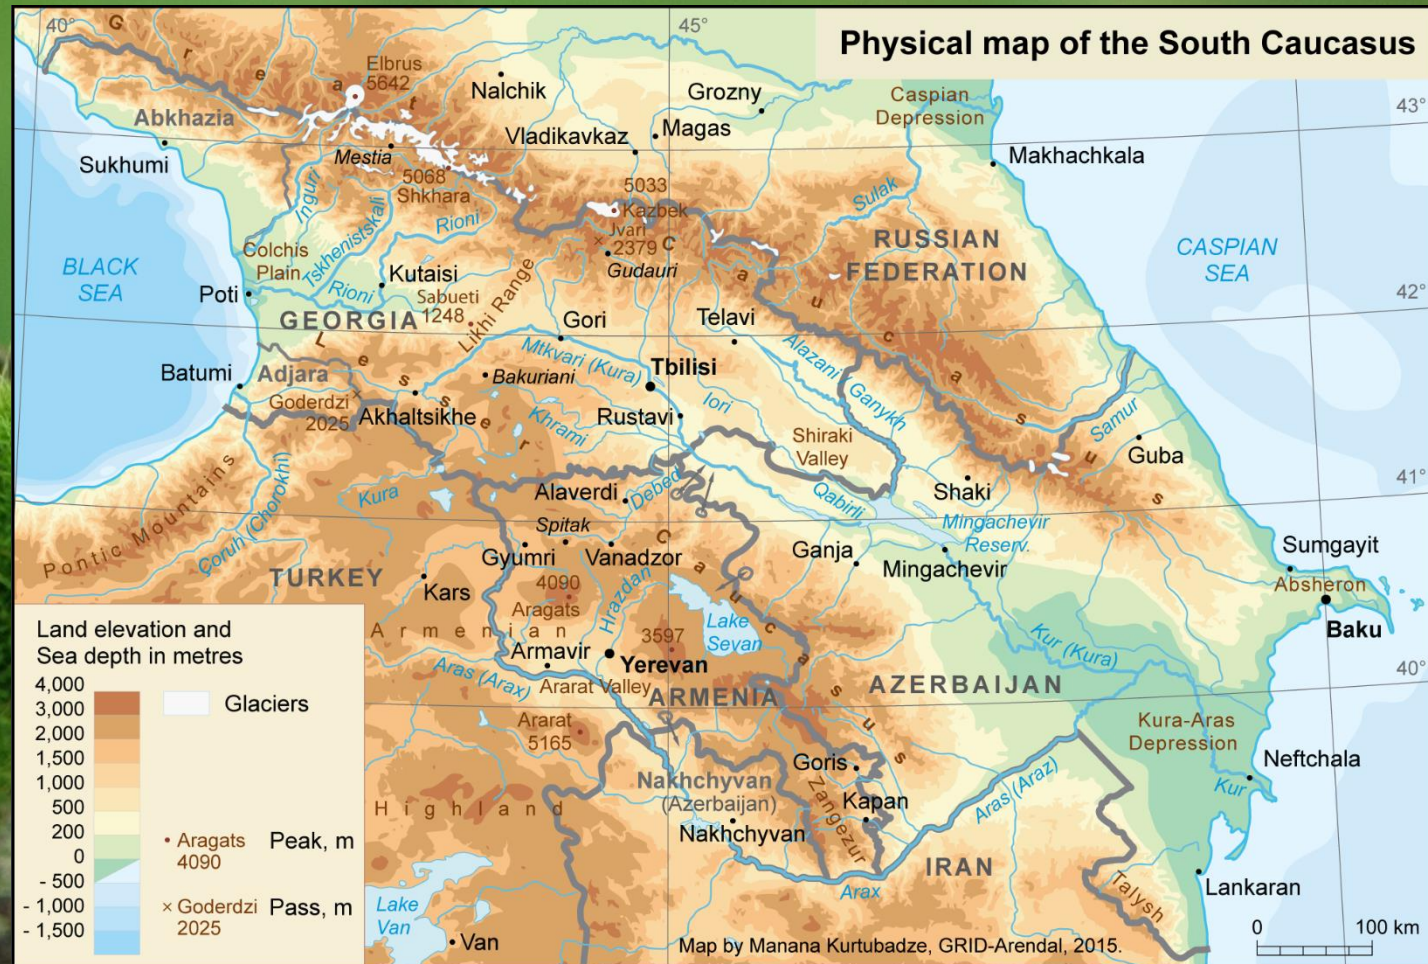 Physical map of the South Caucasus
40°
45°
43°
42°
41°
40°
Great Caucasus
Elbrus
5642
Nalchik
Grozny
Caspian
Depression
Abkhazia
Vladikavkaz
Magas
Makhachkala
Sukhumi
Mestia
5068
Shkhara
5033
Kazbek
Sulak
Inguri
Tskhenistskali
Rioni
Jvari
2379
Gudauri
RUSSIAN
FEDERATION
CASPIAN
SEA
BLACK
SEA
Colchis
Plain
Kutaisi
Poti
Rioni
Sabueti
1248
Likhi Range
GEORGIA
Gori
Telavi
Lesser Caucasus
Mtkvari (Kura)
Tbilisi
Alazani
Ganykh
Batumi
Adjara
Bakuriani
Goderdzi
2025
Akhaltsikhe
Khrami
Rustavi
Iori
Samur
Shiraki
Valley
Guba
Pontic Mountains
Çoruh (Chorokhi)
Kura
Alaverdi
Debed
Qabirli
Shaki
Spitak
Mingachevir
Reserv.
Gyumri
Vanadzor
Ganja
Mingachevir
Sumgayit
Absheron
Baku
TURKEY
Kars
4090
Aragats
Hrazdan
Lake
Sevan
3597
Armenian
Highland
Armavir
Yerevan
Kur (Kura)
Aras (Arax)
Ararat Valley
ARMENIA
AZERBAIJAN
Ararat
5165
Kura-Aras
Depression
Goris
Neftchala
Nakhchyvan
(Azerbaijan)
Zangezur
Kapan
Aras (Araz)
Kur
Nakhchyvan
IRAN
Arax
Talysh
Lankaran
Lake
Van
Van
Land elevation and
Sea depth in metres
4,000
3,000
2,000
1,500
1,000
500
200
0
- 500
- 1,000
- 1,500
Glaciers
Aragats
4090
Peak, m
Goderdzi
2025
Pass, m
Map by Manana Kurtubadze, GRID-Arendal, 2015.
0 100 km